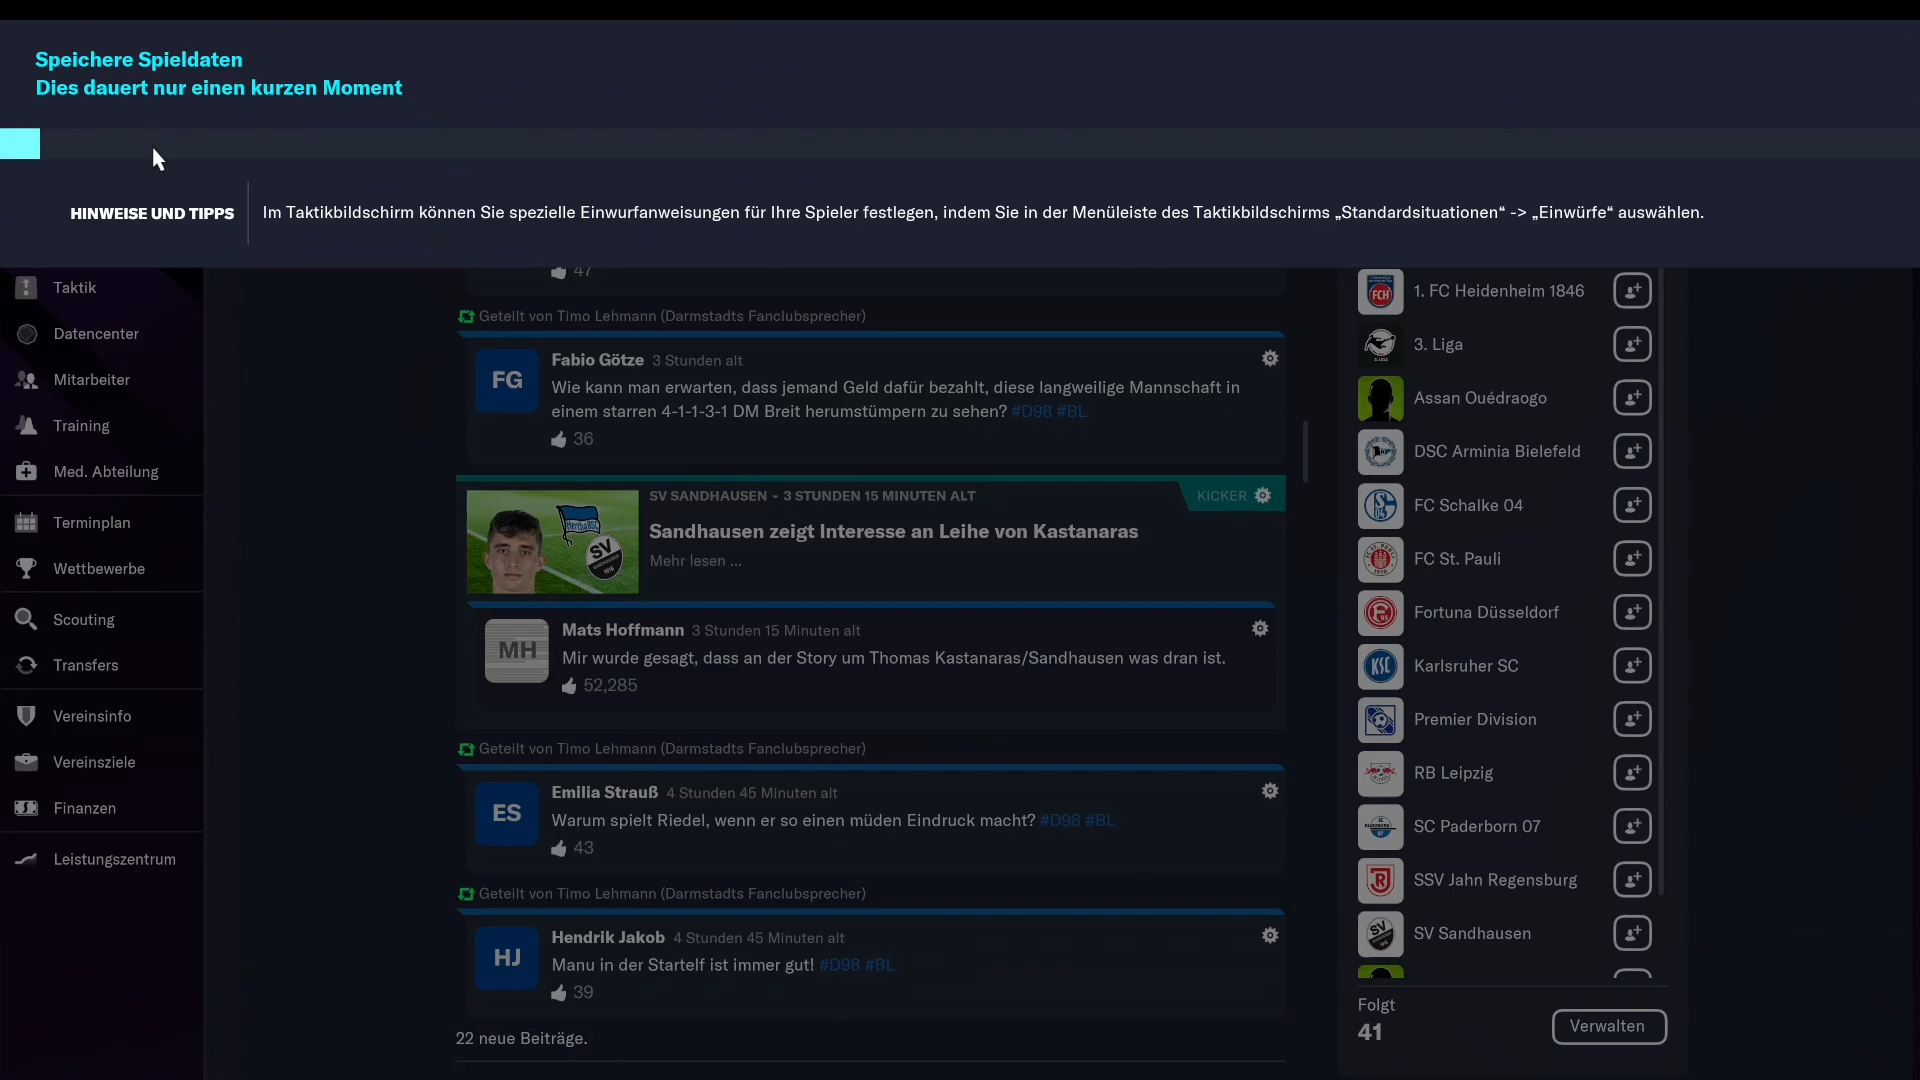 Speichere Spieldaten
Dies dauert nur einen kurzen Moment
HINWEISE UND TIPPS
Im Taktikbildschirm können Sie spezielle Einwurfanweisungen für Ihre Spieler festlegen, indem Sie in der Menüleiste des Taktikbildschirms „Standardsituationen“ -> „Einwürfe“ auswählen.
Taktik
Datencenter
Mitarbeiter
Training
Med. Abteilung
Terminplan
Wettbewerbe
Scouting
Transfers
Vereinsinfo
Vereinsziele
Finanzen
Leistungszentrum
47
Geteilt von Timo Lehmann (Darmstadts Fanclubsprecher)
FG
Fabio Götze 3 Stunden alt
Wie kann man erwarten, dass jemand Geld dafür bezahlt, diese langweilige Mannschaft in
einem starren 4-1-1-3-1 DM Breit herumstümpern zu sehen? #D98 #BL
36
SV SANDHAUSEN - 3 STUNDEN 15 MINUTEN ALT
KICKER
Sandhausen zeigt Interesse an Leihe von Kastanaras
Mehr lesen ...
MH
Mats Hoffmann 3 Stunden 15 Minuten alt
Mir wurde gesagt, dass an der Story um Thomas Kastanaras/Sandhausen was dran ist.
52,285
Geteilt von Timo Lehmann (Darmstadts Fanclubsprecher)
ES
Emilia Strauß 4 Stunden 45 Minuten alt
Warum spielt Riedel, wenn er so einen müden Eindruck macht? #D98 #BL
43
Geteilt von Timo Lehmann (Darmstadts Fanclubsprecher)
HJ
Hendrik Jakob 4 Stunden 45 Minuten alt
Manu in der Startelf ist immer gut! #D98 #BL
39
22 neue Beiträge.
1. FC Heidenheim 1846
3. Liga
Assan Ouédraogo
DSC Arminia Bielefeld
FC Schalke 04
FC St. Pauli
Fortuna Düsseldorf
Karlsruher SC
Premier Division
RB Leipzig
SC Paderborn 07
SSV Jahn Regensburg
SV Sandhausen
Folgt
41
Verwalten